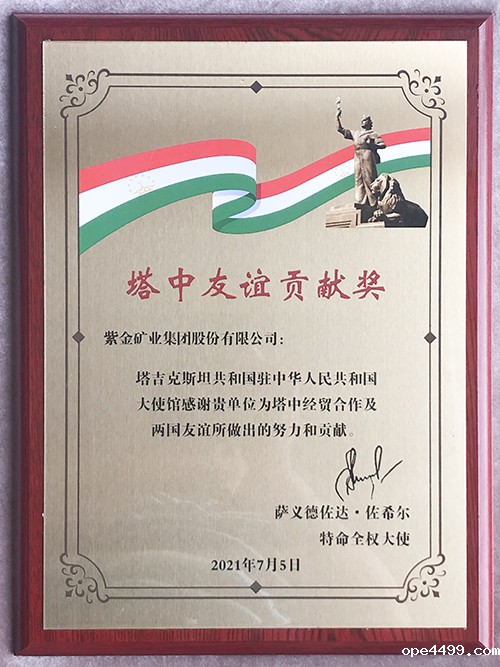 塔中友谊贡献奖
紫金矿业集团股份有限公司：
塔吉克斯坦共和国驻中华人民共和国
大使馆感谢贵单位为塔中经贸合作及
两国友谊所做出的努力和贡献。
萨义德佐达·佐希尔
特命全权大使
2021年7月5日
ope4499.com